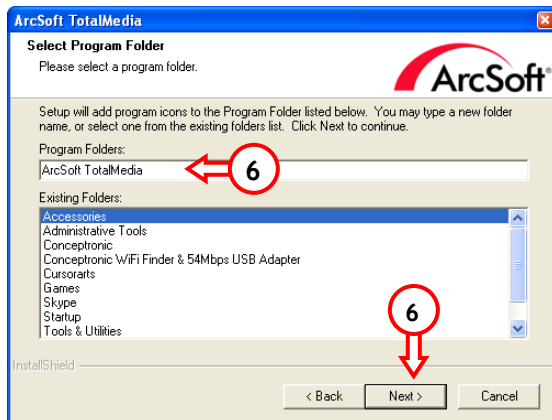 ArcSoft TotalMedia
Select Program Folder
Please select a program folder.
ArcSoft®
Setup will add program icons to the Program Folder listed below. You may type a new folder
name, or select one from the existing folders list. Click Next to continue.
Program Folders:
ArcSoft TotalMedia
6
Existing Folders:
Accessories
Administrative Tools
Conceptronic
Conceptronic WiFi Finder & 54Mbps USB Adapter
Cursorarts
Games
Skype
Startup
Tools & Utilities
6
InstallShield
< Back
Next >
Cancel